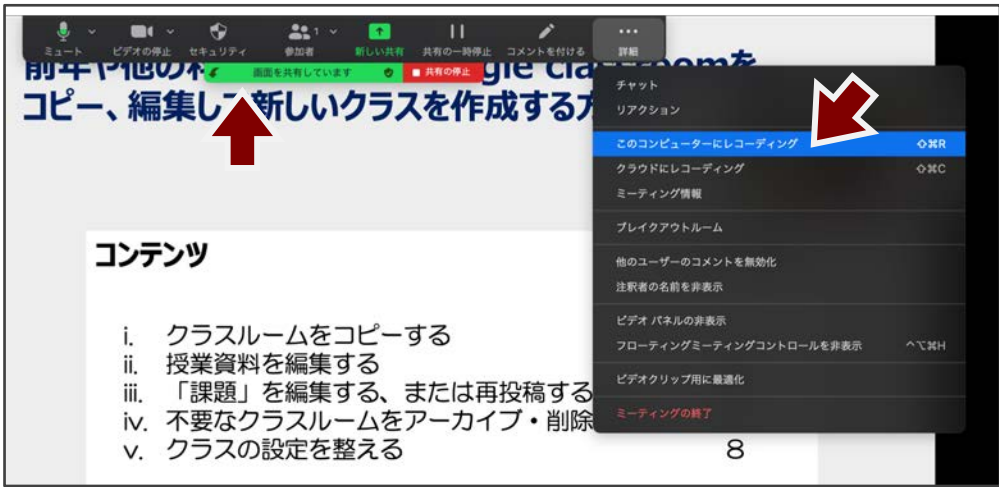 ミュート
ビデオの停止
セキュリティ
1
参加者
新しい共有
共有の一時停止
コメントを付ける
詳細
画面を共有しています
共有の停止
コピー、編集して新しいクラスを作成する
チャット
リアクション
このコンピューターにレコーディング ⇧⌘R
クラウドにレコーディング ⇧⌘C
ミーティング情報
ブレイクアウトルーム
他のユーザーのコメントを無効化
注釈者の名前を非表示
ビデオ パネルの非表示
フローティングミーティングコントロールを非表示 ^⌥⌘H
ビデオクリップ用に最適化
ミーティングの終了
コンテンツ
i. クラスルームをコピーする
ii. 授業資料を編集する
iii. 「課題」を編集する、または再投稿する
iv. 不要なクラスルームをアーカイブ・削除
v. クラスの設定を整える 8